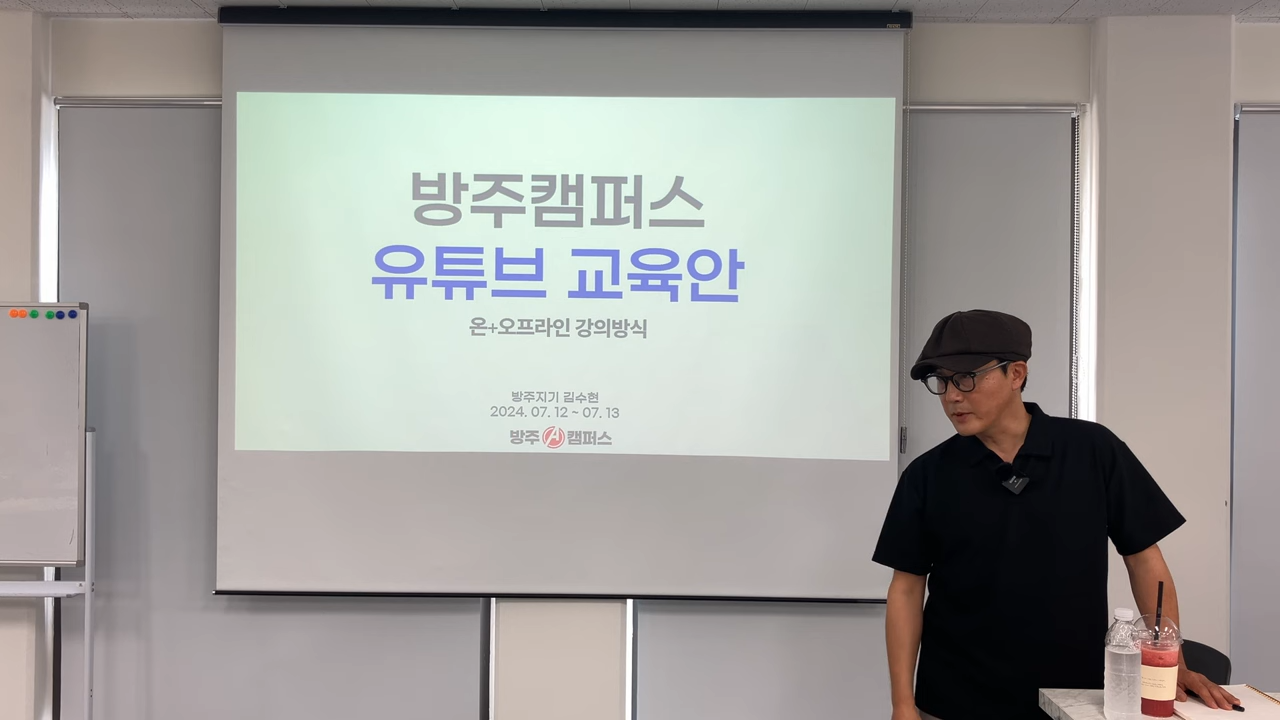 방주캠퍼스
유튜브 교육안
온+오프라인 강의방식
방주지기 김수현
2024. 07. 12 ~ 07. 13
방주 A 캠퍼스